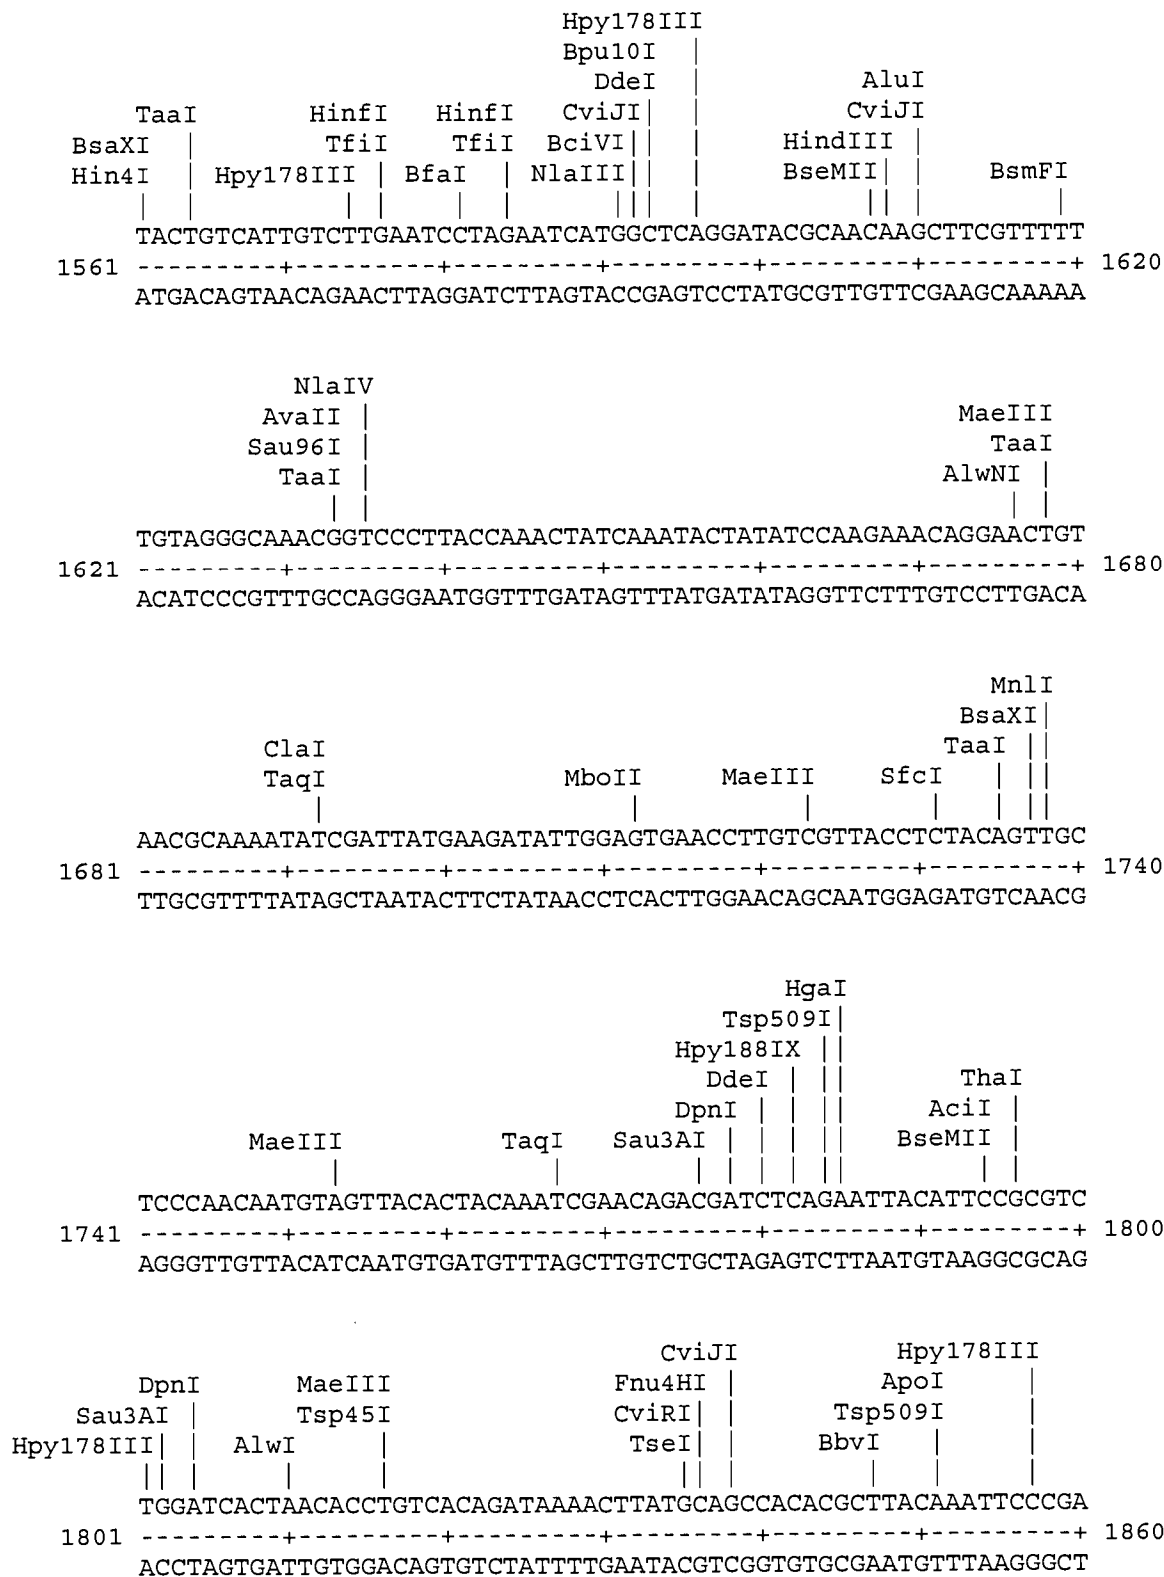 Hpy178III
Bpu10I |
DdeI |
TaaI HinfI HinfI CviJI| | AluI CviJI
BsaXI | TfiI TfiI BciVI|| | HindIII |
Hin4I | Hpy178III | BfaI | NlaIII || | BseMII | | BsmFI
TACTGTCATTGTCTTGAATCCTAGAATCATGGCTCAGGATACGCAACAAGCTTCGTTTTT
1561 ---------+---------+---------+---------+---------+---------+ 1620
ATGACAGTAACAGAACTTAGGATCTTAGTACCGAGTCCTATGCGTTGTTCGAAGCAAAAA
NlaIV
AvaII | MaeIII
Sau96I | TaaI
TaaI | AlwNI |
TGTAGGGCAAACGGTCCCTTACCAAACTATCAAATACTATATCCAAGAAACAGGAACTGT
1621 ---------+---------+---------+---------+---------+---------+ 1680
ACATCCCGTTTGCCAGGGAATGGTTTGATAGTTTATGATATAGGTTCTTTGTCCTTGACA
MnlI
BsaXI|
ClaI TaaI ||
TaqI MboII MaeIII SfcI | ||
AACGCAAAATATCGATTATGAAGATATTGGAGTGAACCTTGTCGTTACCTCTACAGTTGC
1681 ---------+---------+---------+---------+---------+---------+ 1740
TTGCGTTTTATAGCTAATACTTCTATAACCTCACTTGGAACAGCAATGGAGATGTCAACG
HgaI
Tsp509I|
Hpy188IX ||
DdeI | || ThaI
DpnI | | || AciI |
MaeIII TaqI Sau3AI | | | || BseMII |
TCCCAACAATGTAGTTACACTACAAATCGAACAGACGATCTCAGAATTACATTCCGCGTC
1741 ---------+---------+---------+---------+---------+---------+ 1800
AGGGTTGTTACATCAATGTGATGTTTAGCTTGTCTGCTAGAGTCTTAATGTAAGGCGCAG
CviJI Hpy178III
DpnI MaeIII Fnu4HI | ApoI |
Sau3AI | Tsp45I CviRI| | Tsp509I |
Hpy178III| | AlwI | TseI| | BbvI | |
TGGATCACTAACACCTGTCACAGATAAAACTTATGCAGCCACACGCTTACAAATTCCCGA
1801 ---------+---------+---------+---------+---------+---------+ 1860
ACCTAGTGATTGTGGACAGTGTCTATTTTGAATACGTCGGTGTGCGAATGTTTAAGGGCT